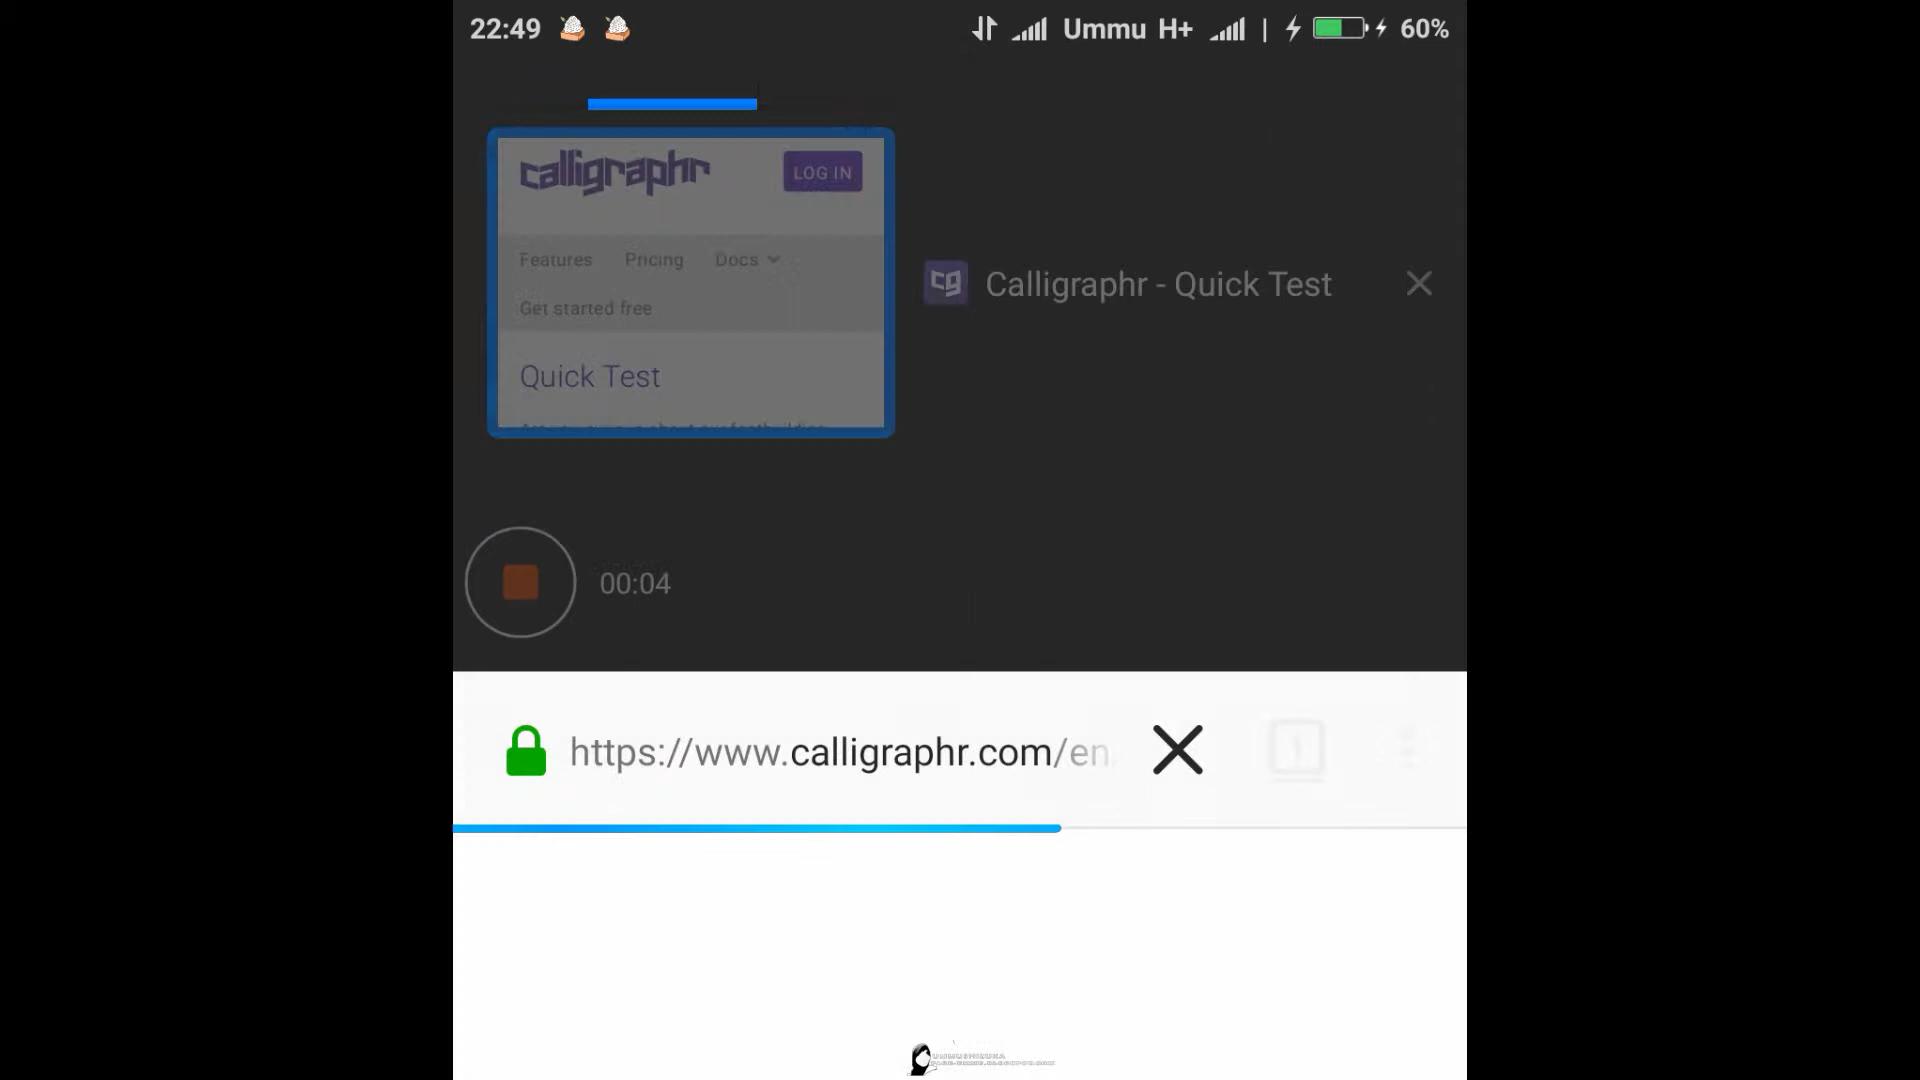 22:49 Ummu H+ 60%
calligraphr LOG IN
Features Pricing Docs
Get started free
Quick Test
Calligraphr - Quick Test
00:04
https://www.calligraphr.com/en
1